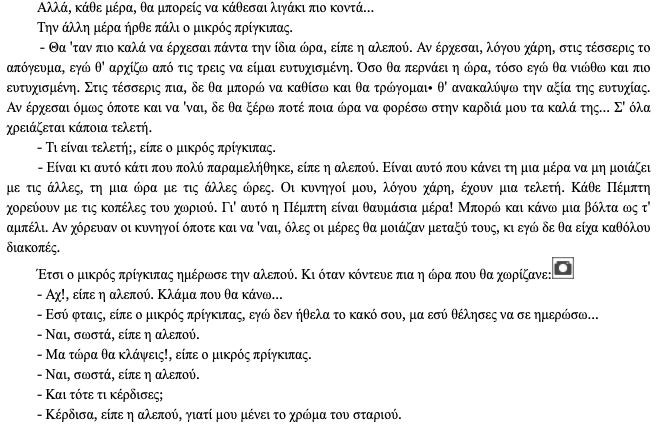 Αλλά, κάθε μέρα, θα μπορείς να κάθεσαι λιγάκι πιο κοντά...
Την άλλη μέρα ήρθε πάλι ο μικρός πρίγκιπας.
- Θα 'ταν πιο καλά να έρχεσαι πάντα την ίδια ώρα, είπε η αλεπού. Αν έρχεσαι, λόγου χάρη, στις τέσσερις το
απόγευμα, εγώ θ' αρχίζω από τις τρεις να είμαι ευτυχισμένη. Όσο θα περνάει η ώρα, τόσο εγώ θα νιώθω και πιο
ευτυχισμένη. Στις τέσσερις πια, δε θα μπορώ να καθίσω και θα τρώγομαι• θ' ανακαλύψω την αξία της ευτυχίας.
Αν έρχεσαι όμως όποτε και να 'ναι, δε θα ξέρω ποτέ ποια ώρα να φορέσω στην καρδιά μου τα καλά της... Σ' όλα
χρειάζεται κάποια τελετή.
- Τι είναι τελετή;, είπε ο μικρός πρίγκιπας.
- Είναι κι αυτό κάτι που πολύ παραμελήθηκε, είπε η αλεπού. Είναι αυτό που κάνει τη μια μέρα να μη μοιάζει
με τις άλλες, τη μια ώρα με τις άλλες ώρες. Οι κυνηγοί μου, λόγου χάρη, έχουν μια τελετή. Κάθε Πέμπτη
χορεύουν με τις κοπέλες του χωριού. Γι' αυτό η Πέμπτη είναι θαυμάσια μέρα! Μπορώ και κάνω μια βόλτα ως τ'
αμπέλι. Αν χόρευαν οι κυνηγοί όποτε και να 'ναι, όλες οι μέρες θα μοιάζαν μεταξύ τους, κι εγώ δε θα είχα καθόλου
διακοπές.
Έτσι ο μικρός πρίγκιπας ημέρωσε την αλεπού. Κι όταν κόντευε πια η ώρα που θα χωρίζανε:
- Αχ!, είπε η αλεπού. Κλάμα που θα κάνω...
- Εσύ φταις, είπε ο μικρός πρίγκιπας, εγώ δεν ήθελα το κακό σου, μα εσύ θέλησες να σε ημερώσω...
- Ναι, σωστά, είπε η αλεπού.
- Μα τώρα θα κλάψεις!, είπε ο μικρός πρίγκιπας.
- Ναι, σωστά, είπε η αλεπού.
- Και τότε τι κέρδισες;
- Κέρδισα, είπε η αλεπού, γιατί μου μένει το χρώμα του σταριού.